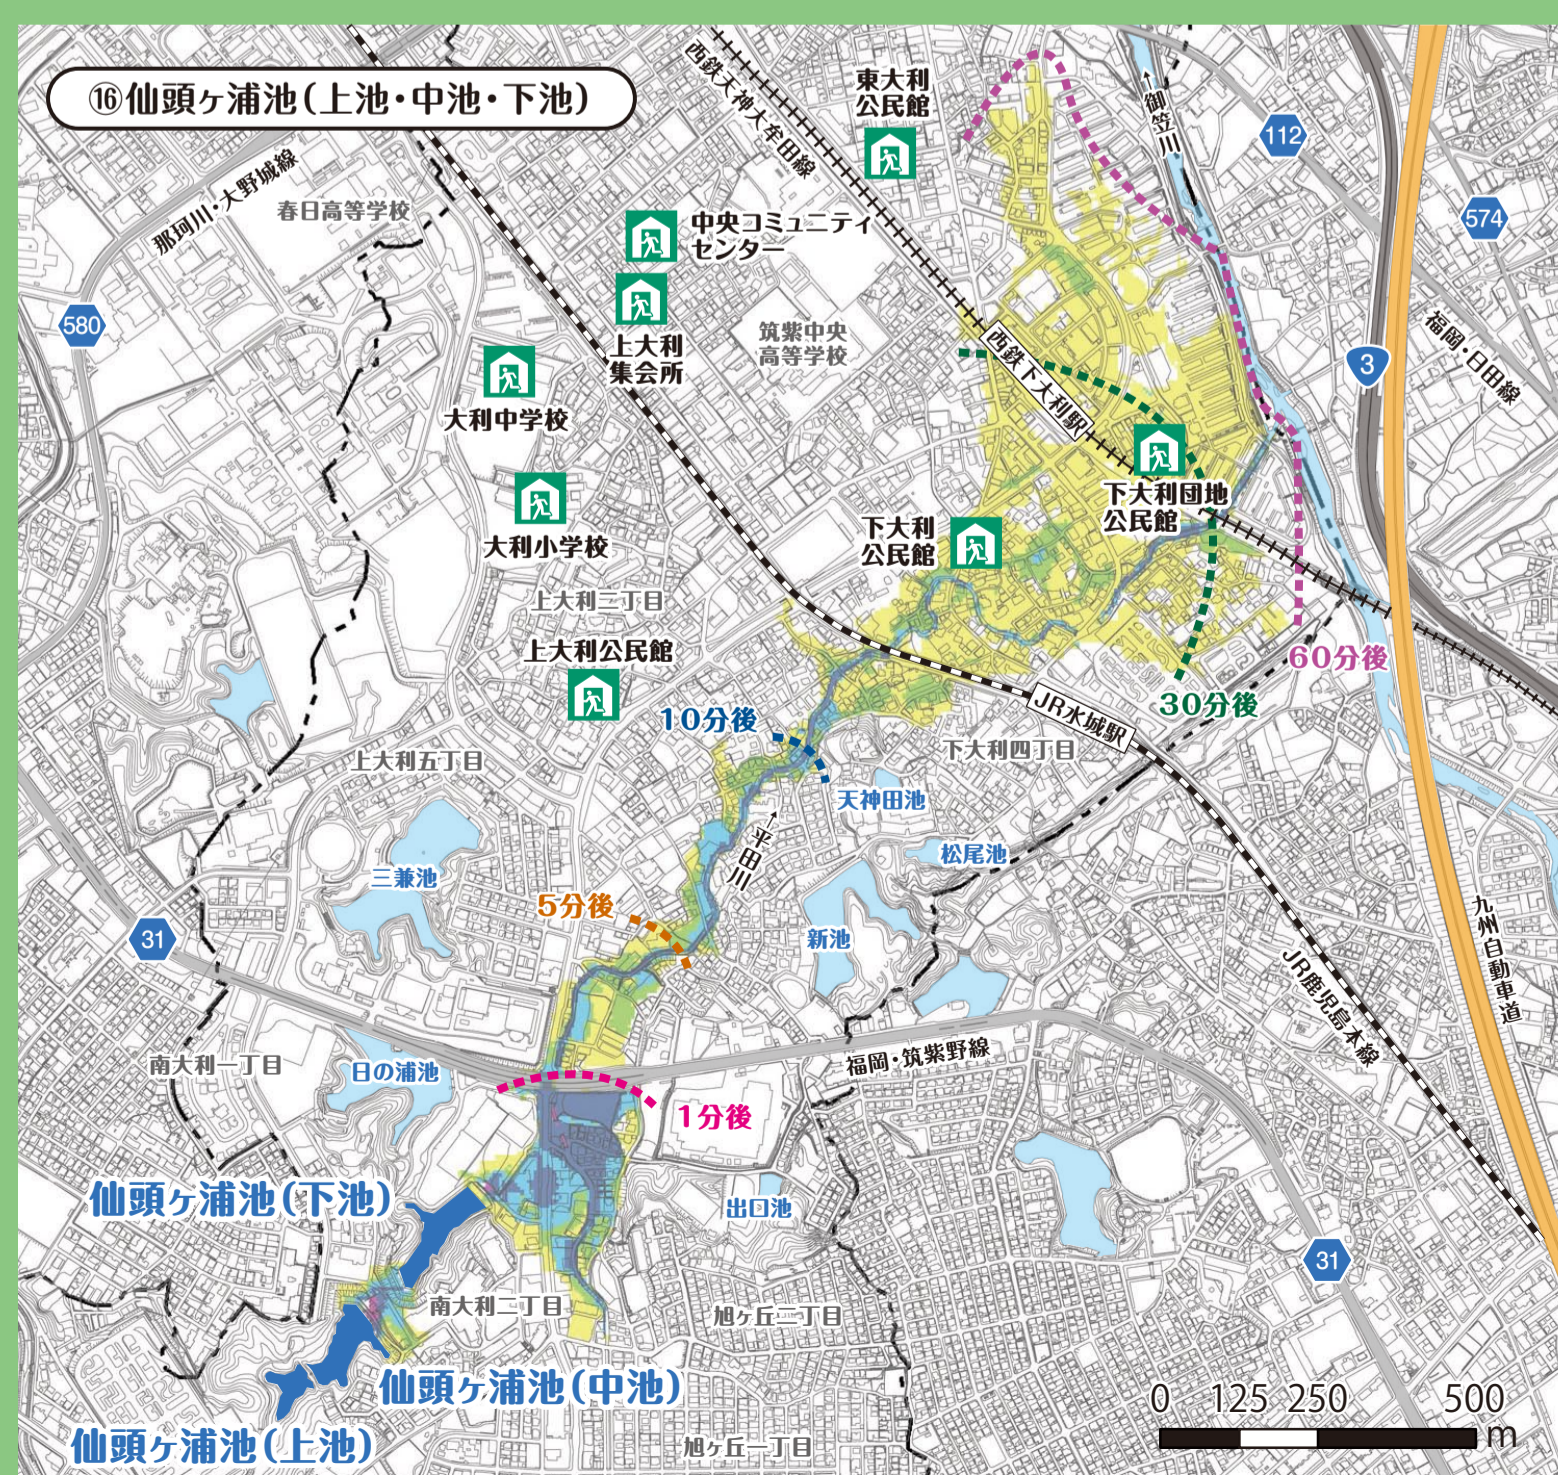 ⑯仙頭ヶ浦池(上池・中池・下池)
西鉄天神大牟田線
東大利
公民館
御笠川
112
那珂川・大野城線
春日高等学校
中央コミュニティ
センター
574
580
上大利
集会所
筑紫中央
高等学校
西鉄下大利駅
3
福岡・日田線
大利中学校
下大利団地
公民館
大利小学校
下大利
公民館
上大利二丁目
上大利公民館
60分後
30分後
10分後
JR水城駅
上大利五丁目
下大利四丁目
天神田池
平田川
松尾池
三兼池
5分後
新池
31
九州自動車道
JR鹿児島本線
福岡・筑紫野線
南大利一丁目
日の浦池
1分後
仙頭ヶ浦池(下池)
出口池
31
南大利二丁目
旭ヶ丘二丁目
仙頭ヶ浦池(中池)
0 125 250 500
m
仙頭ヶ浦池(上池)
旭ヶ丘一丁目